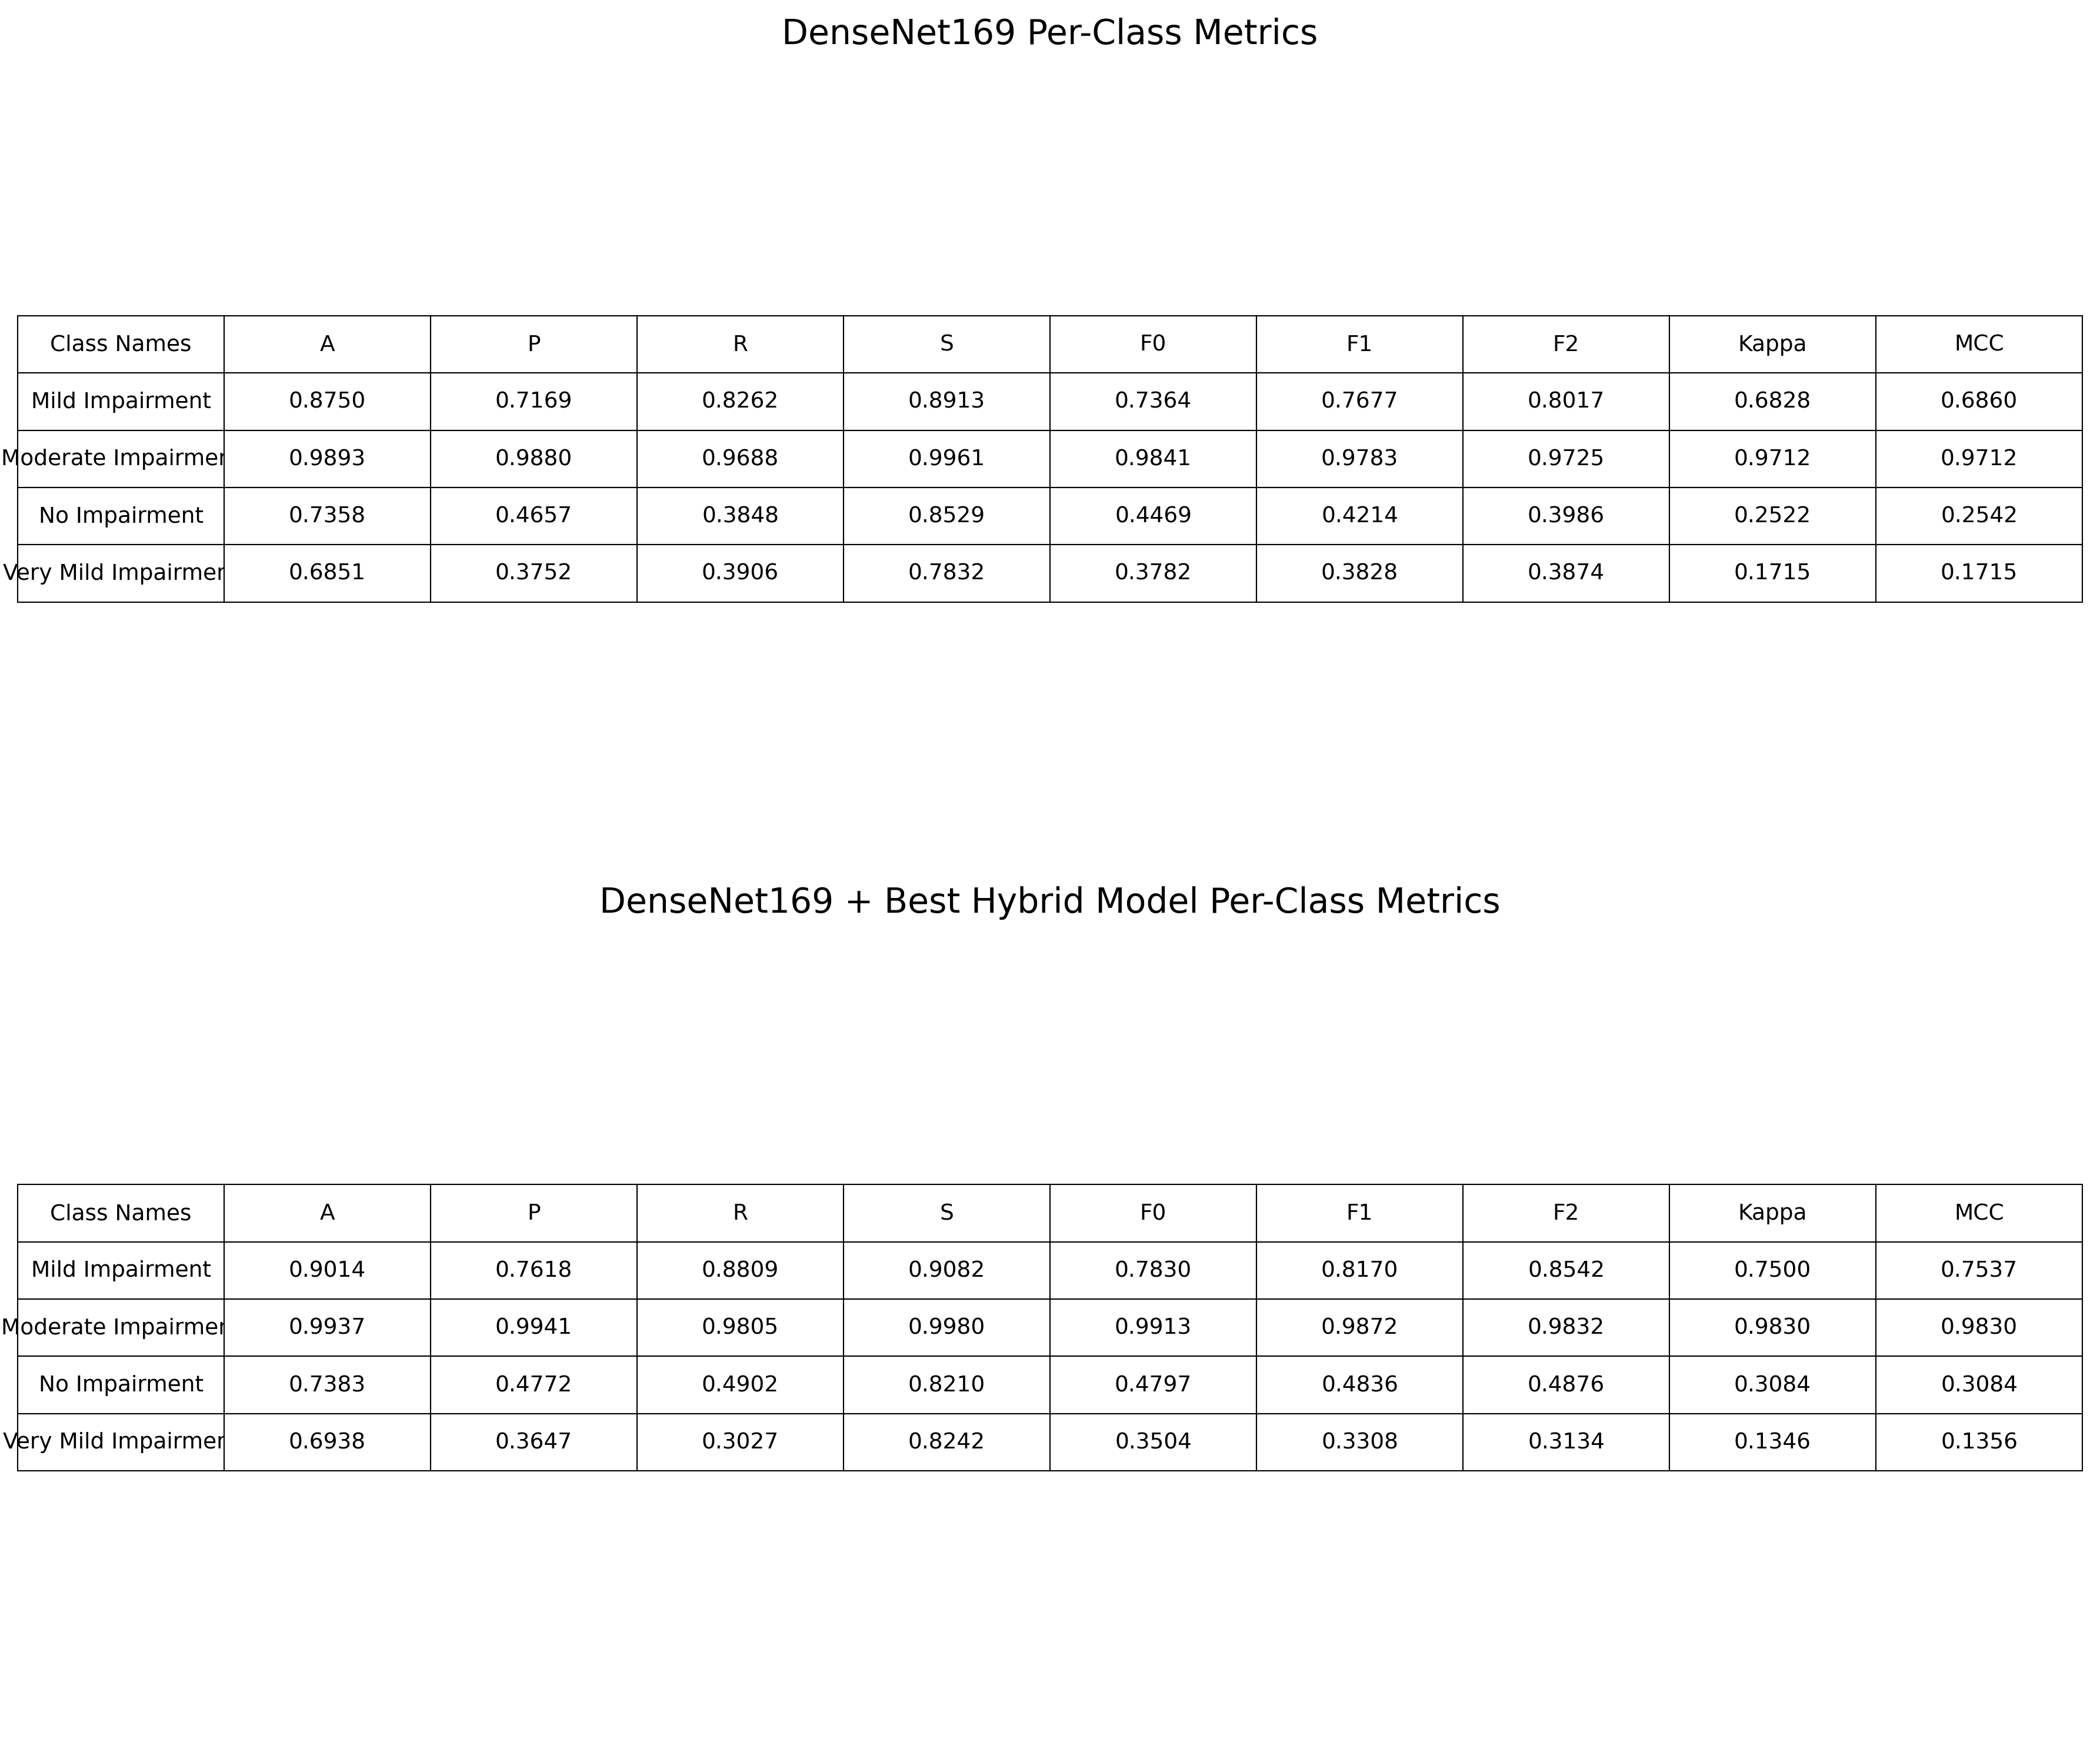 DenseNet169 Per-Class Metrics
Class Names A P R S F0 F1 F2 Kappa MCC
Mild Impairment 0.8750 0.7169 0.8262 0.8913 0.7364 0.7677 0.8017 0.6828 0.6860
Moderate Impairmen 0.9893 0.9880 0.9688 0.9961 0.9841 0.9783 0.9725 0.9712 0.9712
No Impairment 0.7358 0.4657 0.3848 0.8529 0.4469 0.4214 0.3986 0.2522 0.2542
Very Mild Impairmen 0.6851 0.3752 0.3906 0.7832 0.3782 0.3828 0.3874 0.1715 0.1715
DenseNet169 + Best Hybrid Model Per-Class Metrics
Class Names A P R S F0 F1 F2 Kappa MCC
Mild Impairment 0.9014 0.7618 0.8809 0.9082 0.7830 0.8170 0.8542 0.7500 0.7537
Moderate Impairmen 0.9937 0.9941 0.9805 0.9980 0.9913 0.9872 0.9832 0.9830 0.9830
No Impairment 0.7383 0.4772 0.4902 0.8210 0.4797 0.4836 0.4876 0.3084 0.3084
Very Mild Impairmen 0.6938 0.3647 0.3027 0.8242 0.3504 0.3308 0.3134 0.1346 0.1356